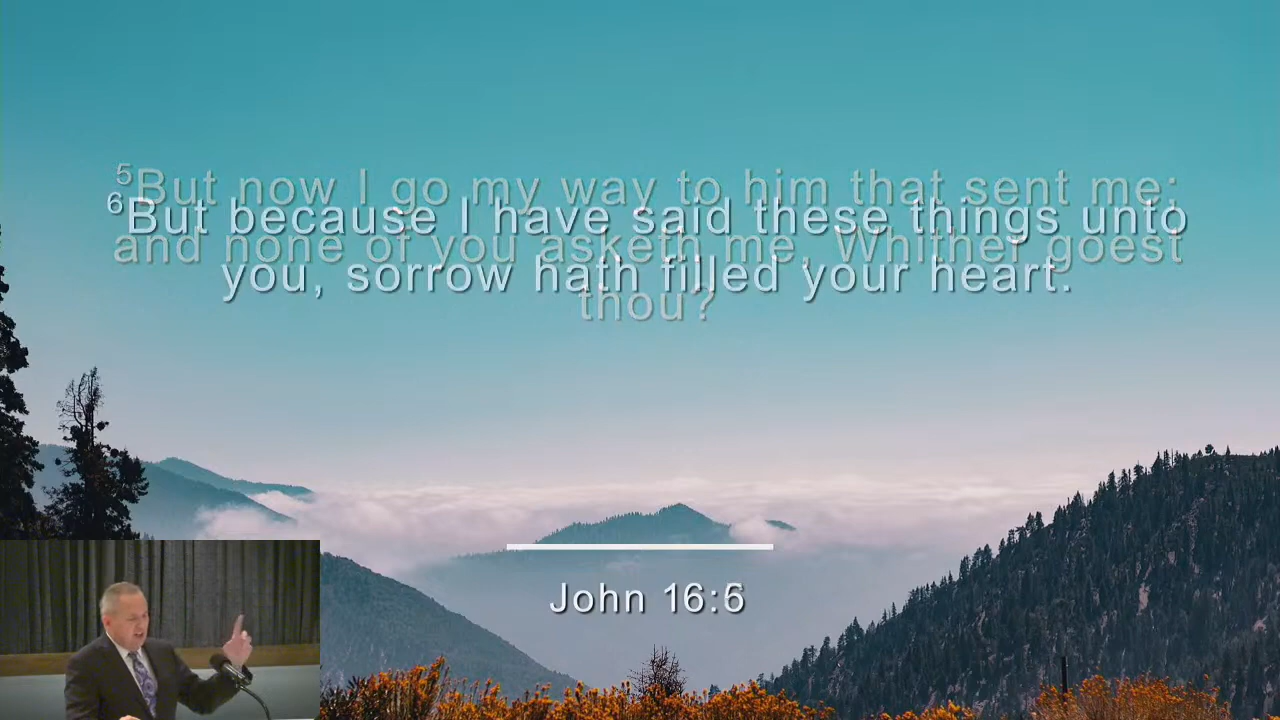 ⁵But now I go my way to him that sent me;
and none of you asketh me, Whither goest
thou?
⁶But because I have said these things unto
you, sorrow hath filled your heart.
John 16:6